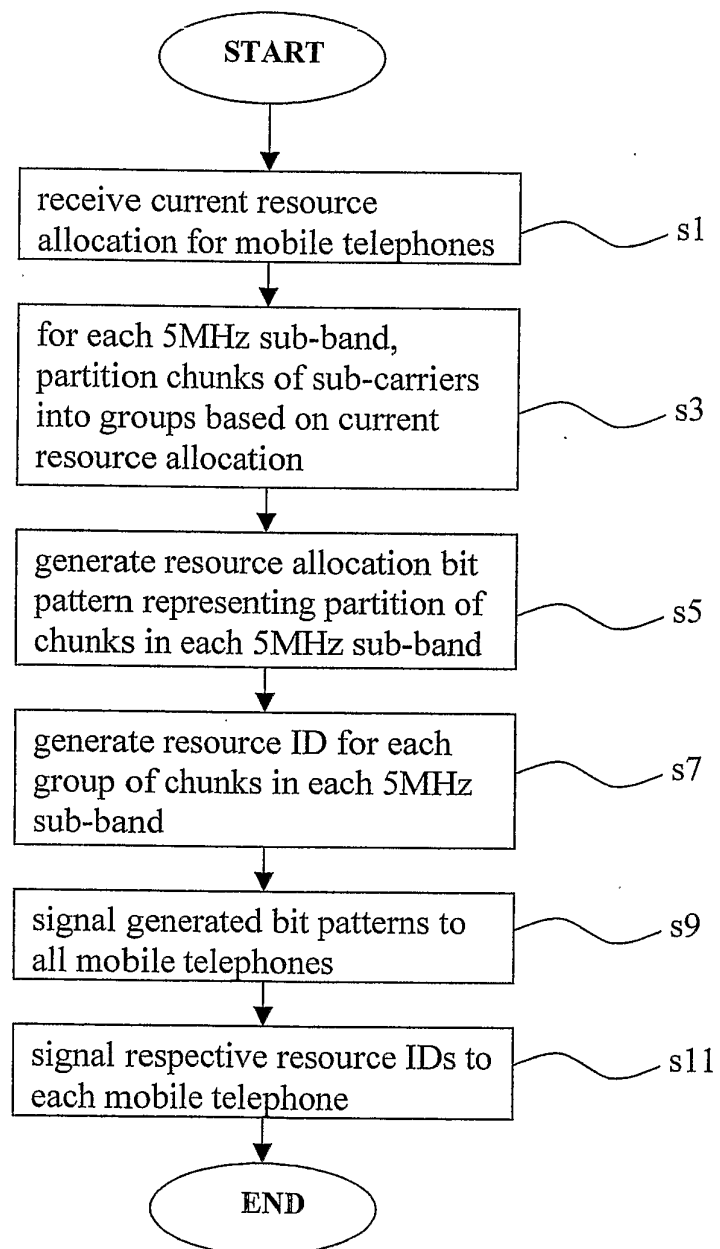 START
receive current resource
allocation for mobile telephones
s1
for each 5MHz sub-band,
partition chunks of sub-carriers
into groups based on current
resource allocation
s3
generate resource allocation bit
pattern representing partition of
chunks in each 5MHz sub-band
s5
generate resource ID for each
group of chunks in each 5MHz
sub-band
s7
signal generated bit patterns to
all mobile telephones
s9
signal respective resource IDs to
each mobile telephone
s11
END